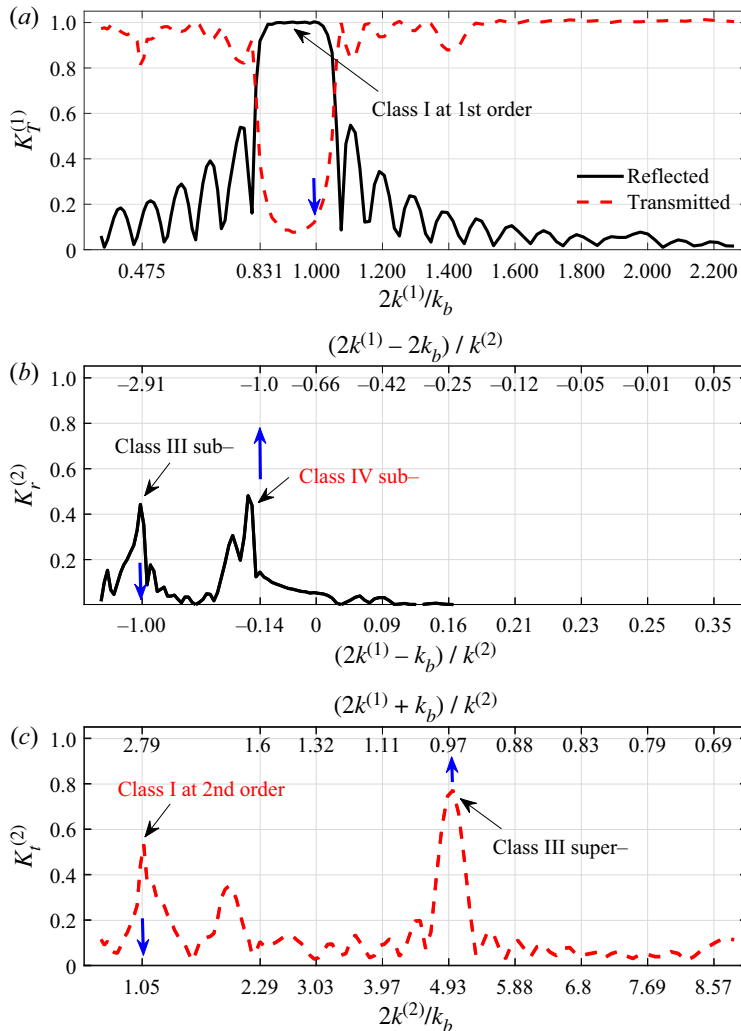 (a)
1.0
0.8
0.6
0.4
0.2
0
K_T^(1)
Class I at 1st order
Reflected
Transmitted
0.475 0.831 1.000 1.200 1.400 1.600 1.800 2.000 2.200
2k^(1)/k_b
(2k^(1) – 2k_b) / k^(2)
(b)
−2.91 −1.0 −0.66 −0.42 −0.25 −0.12 −0.05 −0.01 0.05
1.0
0.8
0.6
0.4
0.2
K_r^(2)
Class III sub–
Class IV sub–
−1.00 −0.14 0 0.09 0.16 0.21 0.23 0.25 0.35
(2k^(1) – k_b) / k^(2)
(2k^(1) + k_b) / k^(2)
(c)
2.79 1.6 1.32 1.11 0.97 0.88 0.83 0.79 0.69
1.0
0.8
0.6
0.4
0.2
0
K_t^(2)
Class I at 2nd order
Class III super–
1.05 2.29 3.03 3.97 4.93 5.88 6.8 7.69 8.57
2k^(2)/k_b